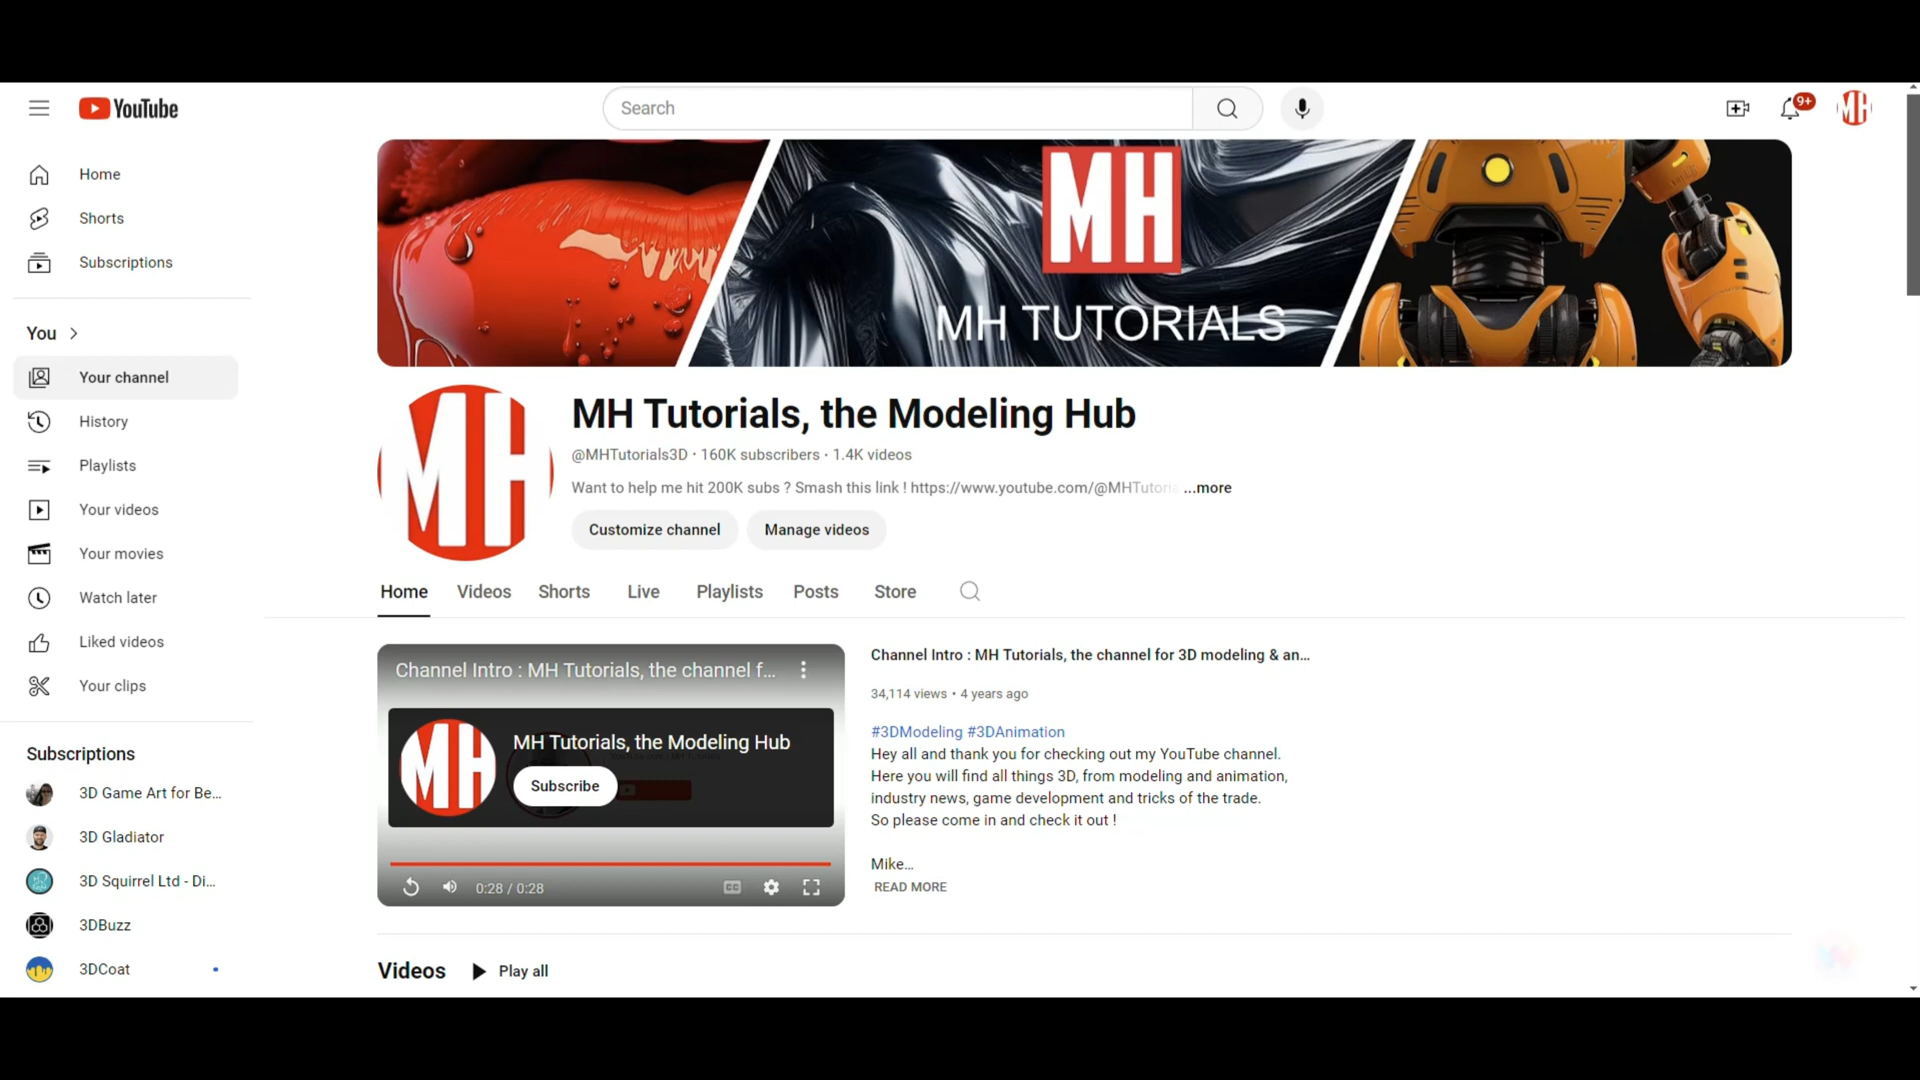 YouTube
Search
9+
MH
Home
Shorts
Subscriptions
You
Your channel
History
Playlists
Your videos
Your movies
Watch later
Liked videos
Your clips
Subscriptions
3D Game Art for Be...
3D Gladiator
3D Squirrel Ltd - Di...
3DBuzz
3DCoat
MH
MH TUTORIALS
MH
MH Tutorials, the Modeling Hub
@MHTutorials3D · 160K subscribers · 1.4K videos
Want to help me hit 200K subs ? Smash this link ! https://www.youtube.com/@MHTutoria ...more
Customize channel
Manage videos
Home Videos Shorts Live Playlists Posts Store
Channel Intro : MH Tutorials, the channel f...
MH
MH Tutorials, the Modeling Hub
Subscribe
0:28 / 0:28
CC
Channel Intro : MH Tutorials, the channel for 3D modeling & an...
34,114 views • 4 years ago
#3DModeling #3DAnimation
Hey all and thank you for checking out my YouTube channel.
Here you will find all things 3D, from modeling and animation,
industry news, game development and tricks of the trade.
So please come in and check it out !
Mike...
READ MORE
Videos
Play all